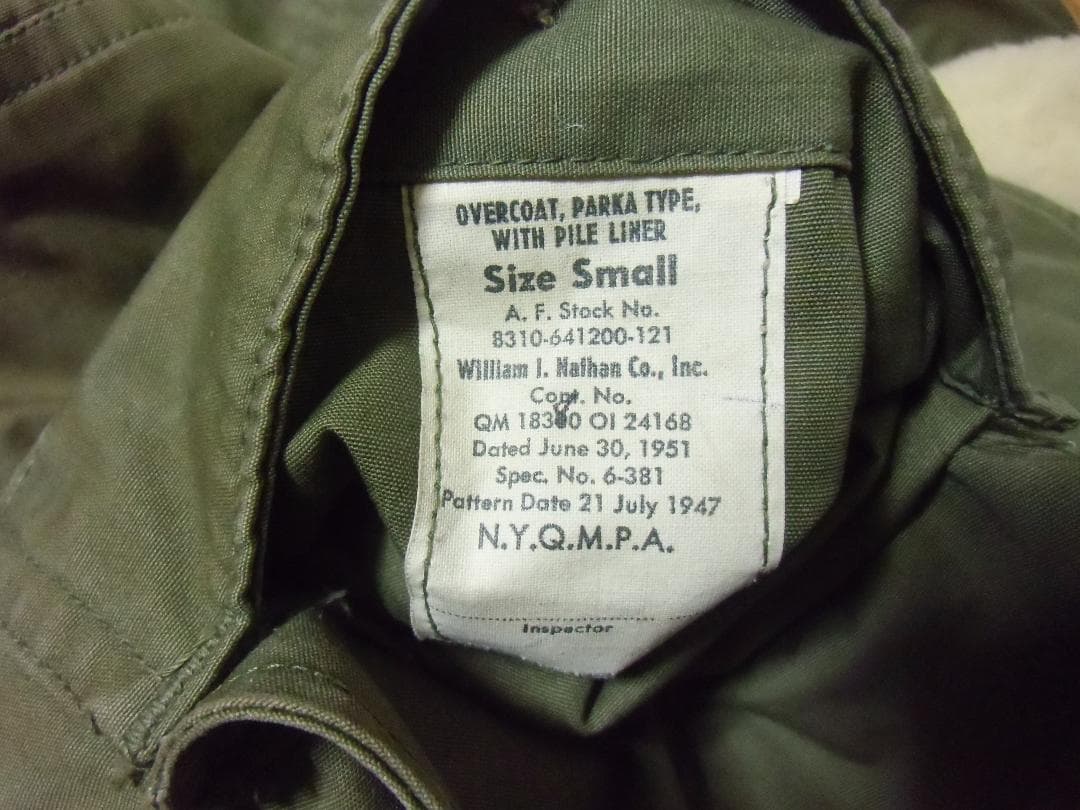 OVERCOAT, PARKA TYPE,
WITH PILE LINER
Size Small
A. F. Stock No.
8310-641200-121
William I. Nathan Co., Inc.
Cont. No.
QM 18340 OI 24168
Dated June 30, 1951
Spec. No. 6-381
Pattern Date 21 July 1947
N.Y.Q.M.P.A.
Inspector